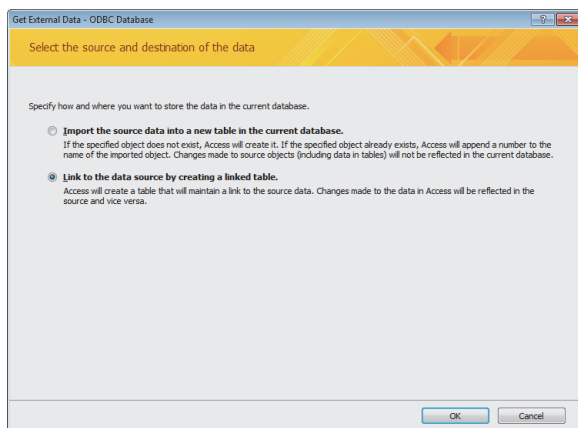 Get External Data - ODBC Database
Select the source and destination of the data
Specify how and where you want to store the data in the current database.
Import the source data into a new table in the current database.
If the specified object does not exist, Access will create it. If the specified object already exists, Access will append a number to the
name of the imported object. Changes made to source objects (including data in tables) will not be reflected in the current database.
Link to the data source by creating a linked table.
Access will create a table that will maintain a link to the source data. Changes made to the data in Access will be reflected in the
source and vice versa.
OK Cancel